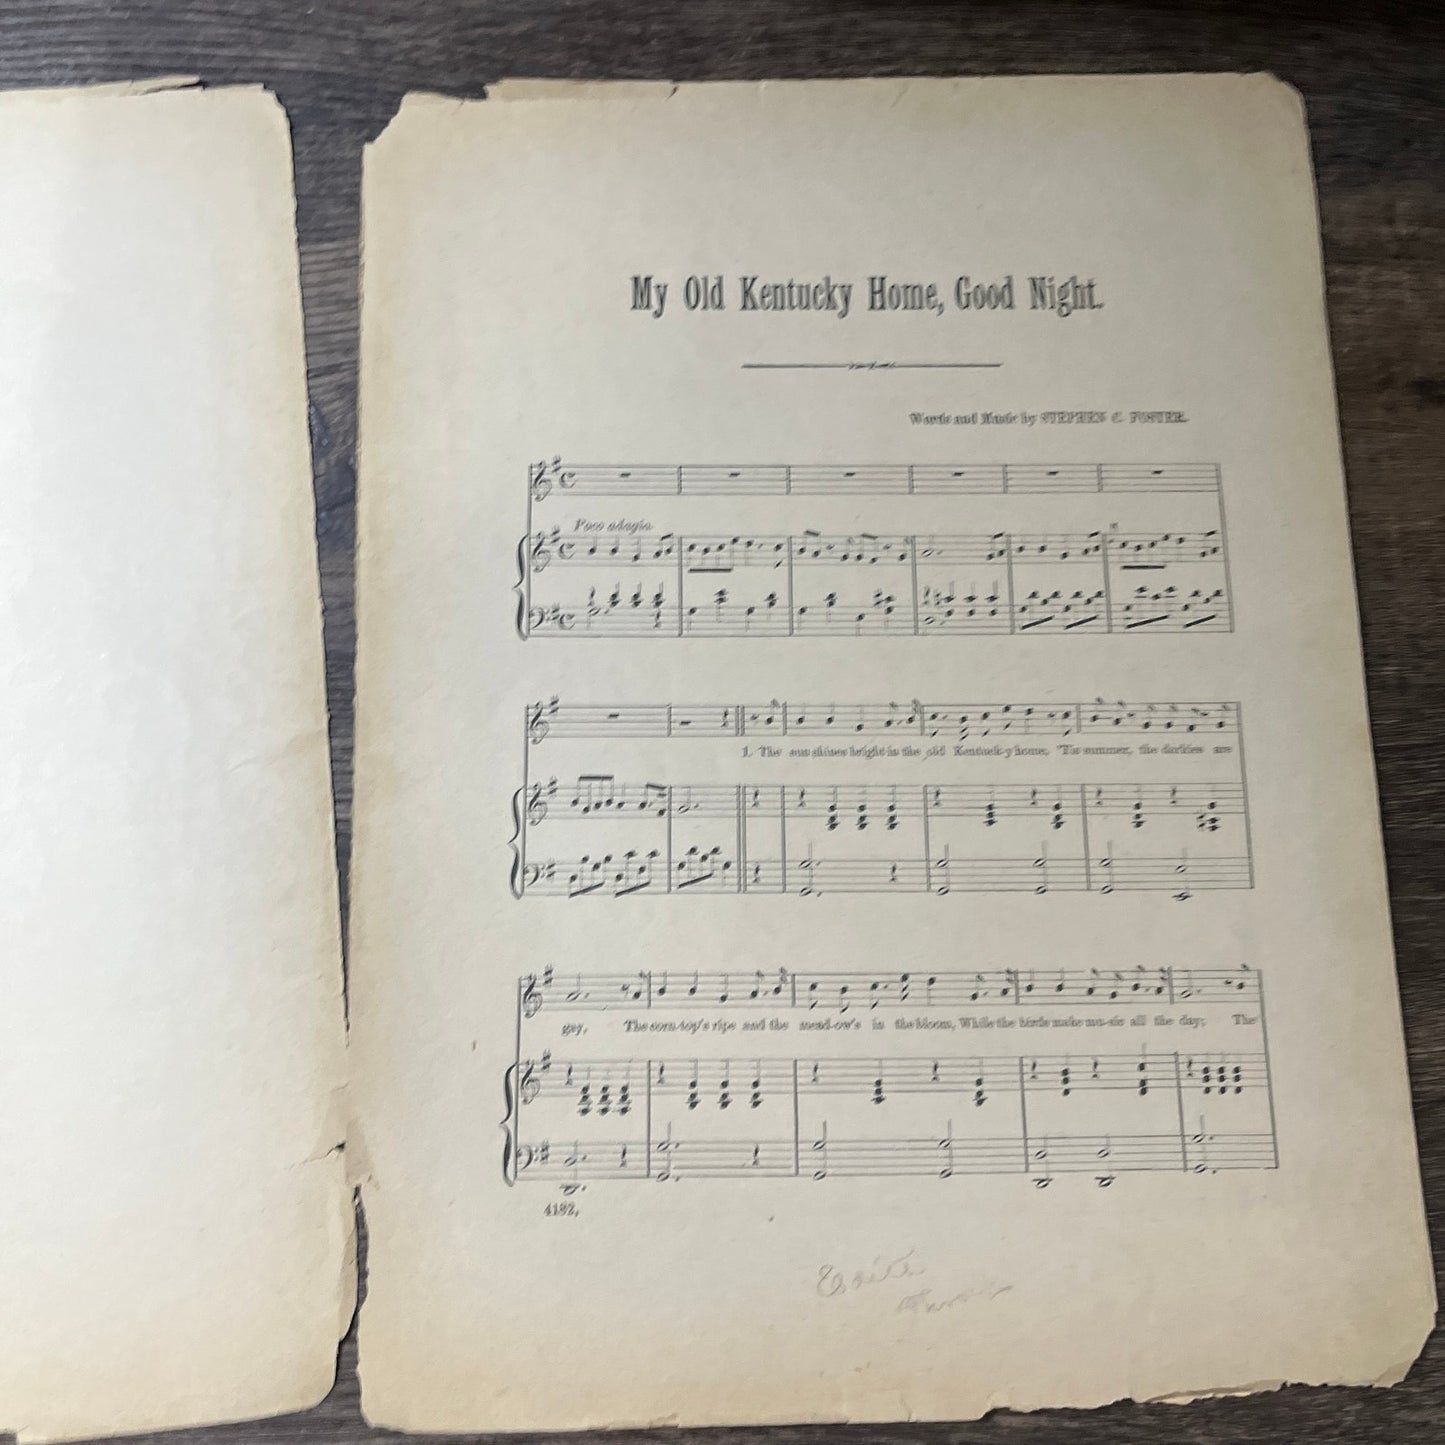 My Old Kentucky Home, Good Night.
Words and Music by STEPHEN C. FOSTER.
Poco adagio
1. The sun shines bright in the old Kentuck-y home, 'Tis summer, the darkies are
gay, The corn-top's ripe and the mead-ow's in the bloom, While the birds make mu-sic all the day; The
4182,